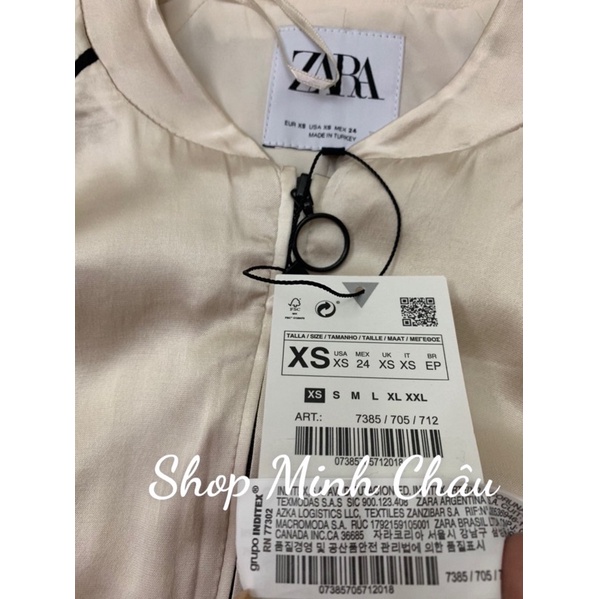 ZARA
EUR XS USA XS MEX 24
MADE IN TURKEY
FSC
TALLA / SIZE / TAMANHO / TAILLE / MAAT / ΜΕΓΕΘΟΣ
XS
USA XS
MEX 24
UK XS
IT XS
BR EP
XS S M L XL XXL
ART.: 7385 / 705 / 712
07385705712018
Shop Minh Châu
grupo INDITEX®
RN 77302
TEXMODAS S.A.S. SIC 900.123.408 ZARA ARGENTINA
AZKA LOGISTICS LLC, TEXTILES ZANZIBAR S.A. RIF:
MACROMODA S.A. RUC 1792159105001 ZARA BRASIL
CANADA INC. CA 36685 자라코리아 서울시 강남구
품질경영 및 공산품안전 관리법에 의한 품질표시
7385 / 705 /
07385705712018